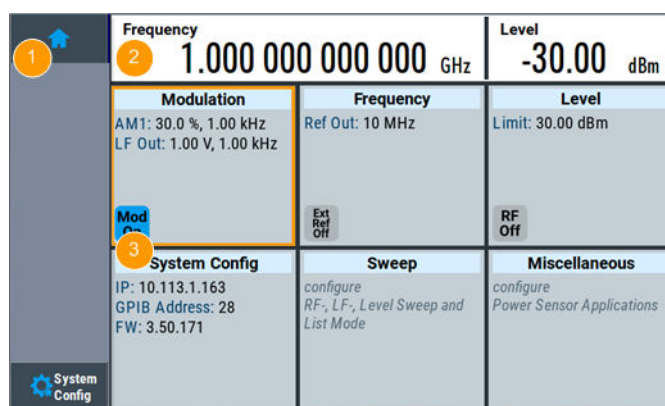 1
Frequency
2
1.000 000 000 000 GHz
Level
-30.00 dBm
Modulation
AM1: 30.0 %, 1.00 kHz
LF Out: 1.00 V, 1.00 kHz
Mod
On
3
Frequency
Ref Out: 10 MHz
Ext
Ref
Off
Level
Limit: 30.00 dBm
RF
Off
System Config
IP: 10.113.1.163
GPIB Address: 28
FW: 3.50.171
Sweep
configure
RF-, LF-, Level Sweep and
List Mode
Miscellaneous
configure
Power Sensor Applications
System
Config